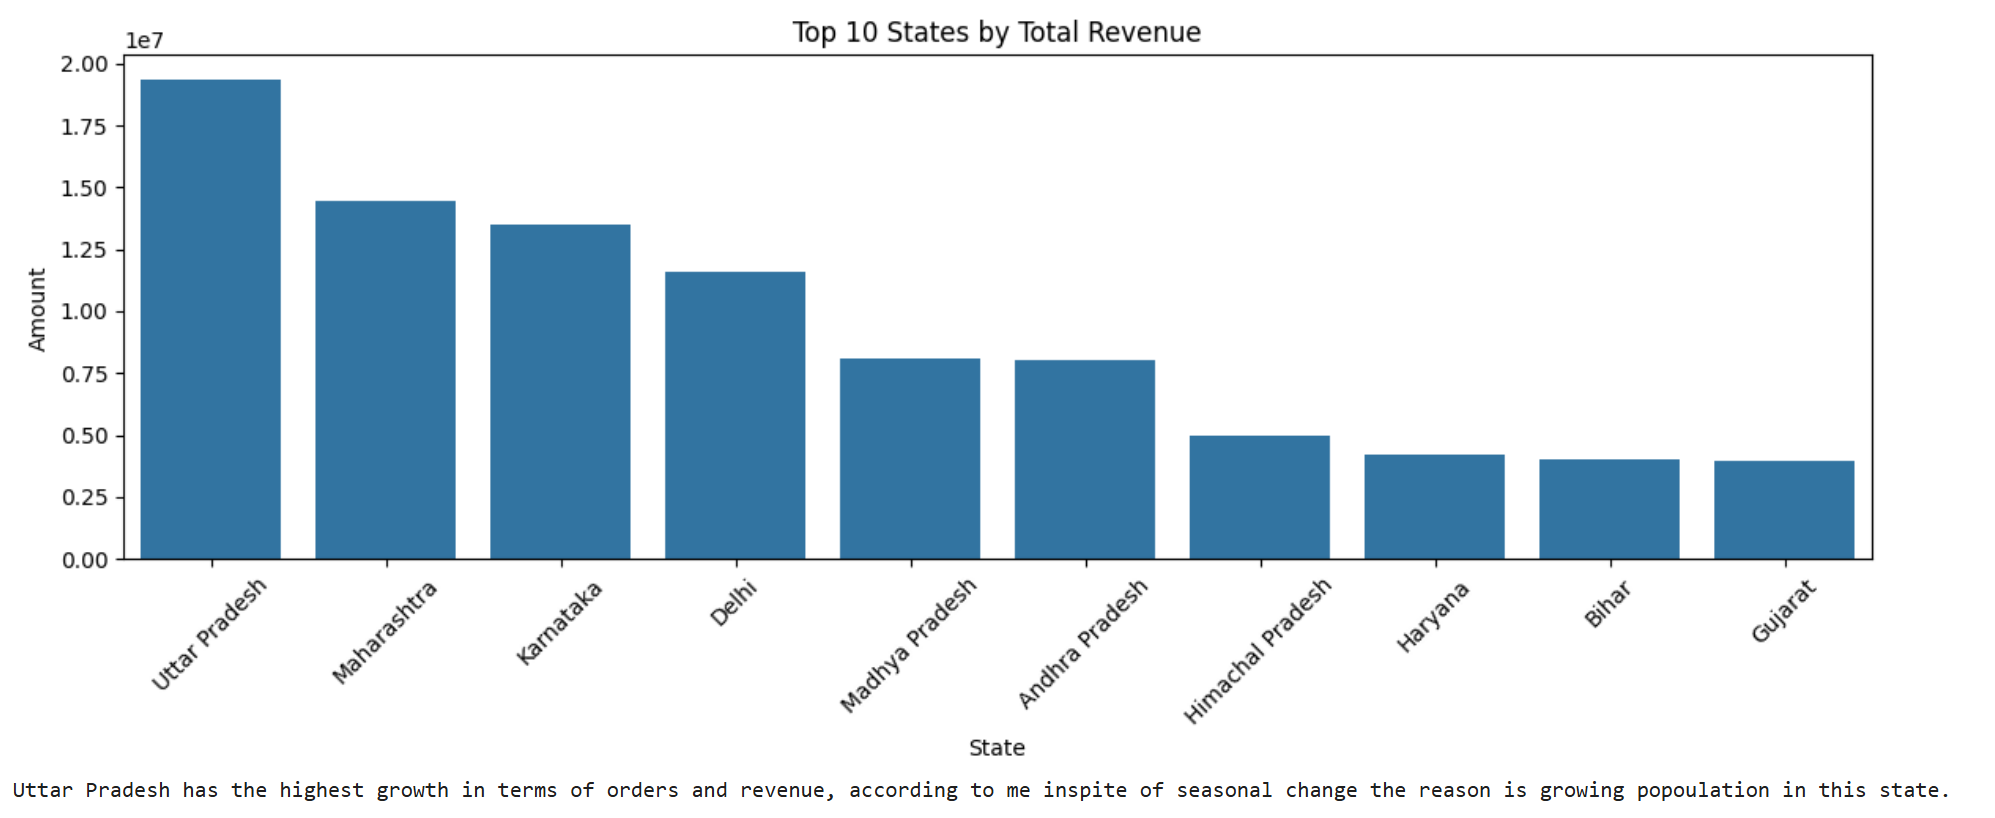 Top 10 States by Total Revenue
1e7
2.00
1.75
1.50
1.25
1.00
0.75
0.50
0.25
0.00
Amount
Uttar Pradesh
Maharashtra
Karnataka
Delhi
Madhya Pradesh
Andhra Pradesh
Himachal Pradesh
Haryana
Bihar
Gujarat
State
Uttar Pradesh has the highest growth in terms of orders and revenue, according to me inspite of seasonal change the reason is growing popoulation in this state.